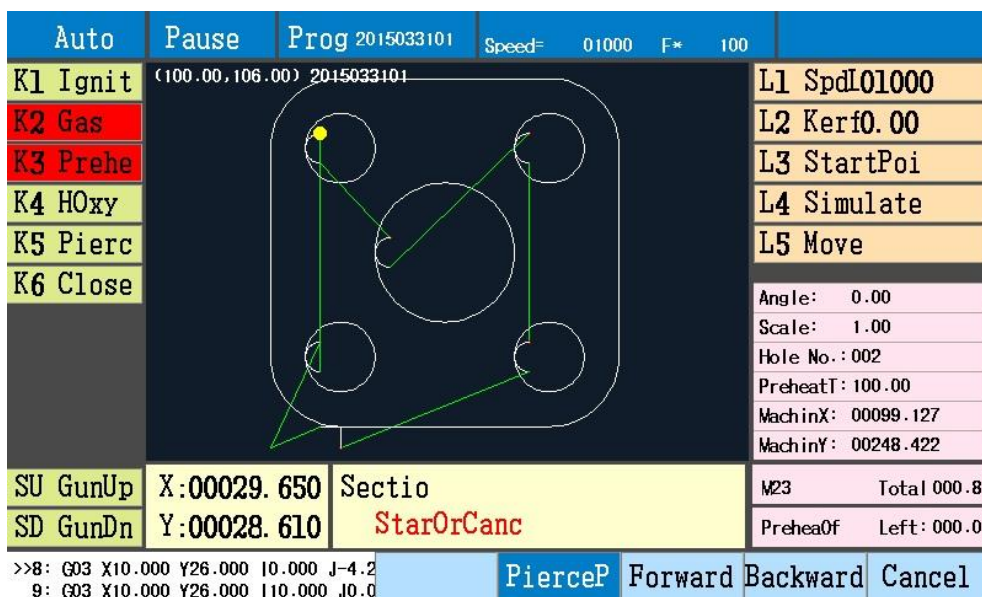 Auto Pause Prog 2015033101 Speed= 01000 F* 100
K1 Ignit
K2 Gas
K3 Prehe
K4 HOxy
K5 Pierc
K6 Close
(100.00,106.00) 2015033101
L1 SpdL01000
L2 Kerf0.00
L3 StartPoi
L4 Simulate
L5 Move
Angle: 0.00
Scale: 1.00
Hole No.:002
PreheatT:100.00
MachinX: 00099.127
MachinY: 00248.422
SU GunUp
SD GunDn
X:00029.650
Y:00028.610
Sectio
StarOrCanc
M23 Total 000.8
PreheaOf Left:000.0
>>8: G03 X10.000 Y26.000 I0.000 J-4.2
9: G03 X10.000 Y26.000 I10.000 J0.0
PierceP Forward Backward Cancel